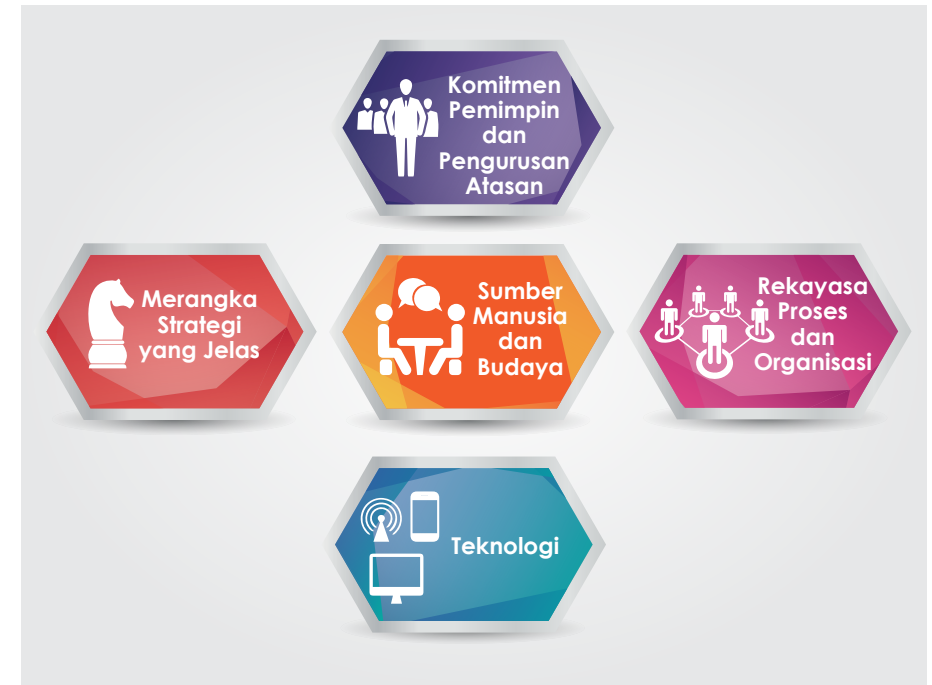 Komitmen
Pemimpin
dan
Pengurusan
Atasan
Merangka
Strategi
yang Jelas
Sumber
Manusia
dan
Budaya
Rekayasa
Proses
dan
Organisasi
Teknologi